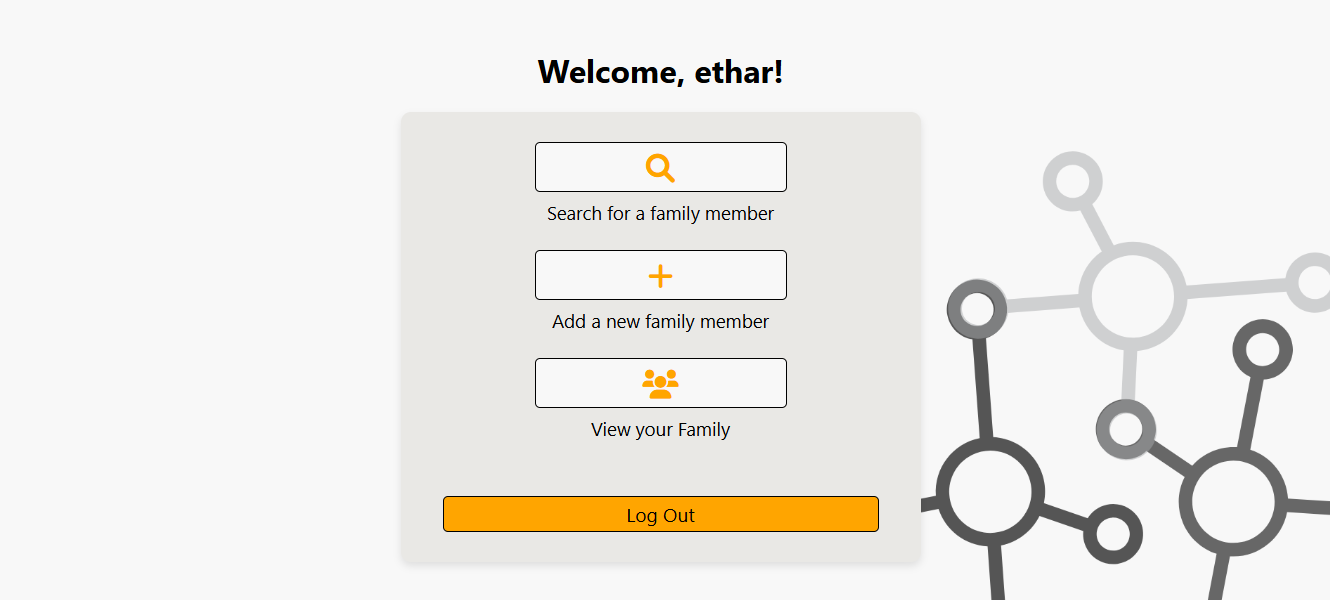 Welcome, ethar!
Search for a family member
Add a new family member
View your Family
Log Out